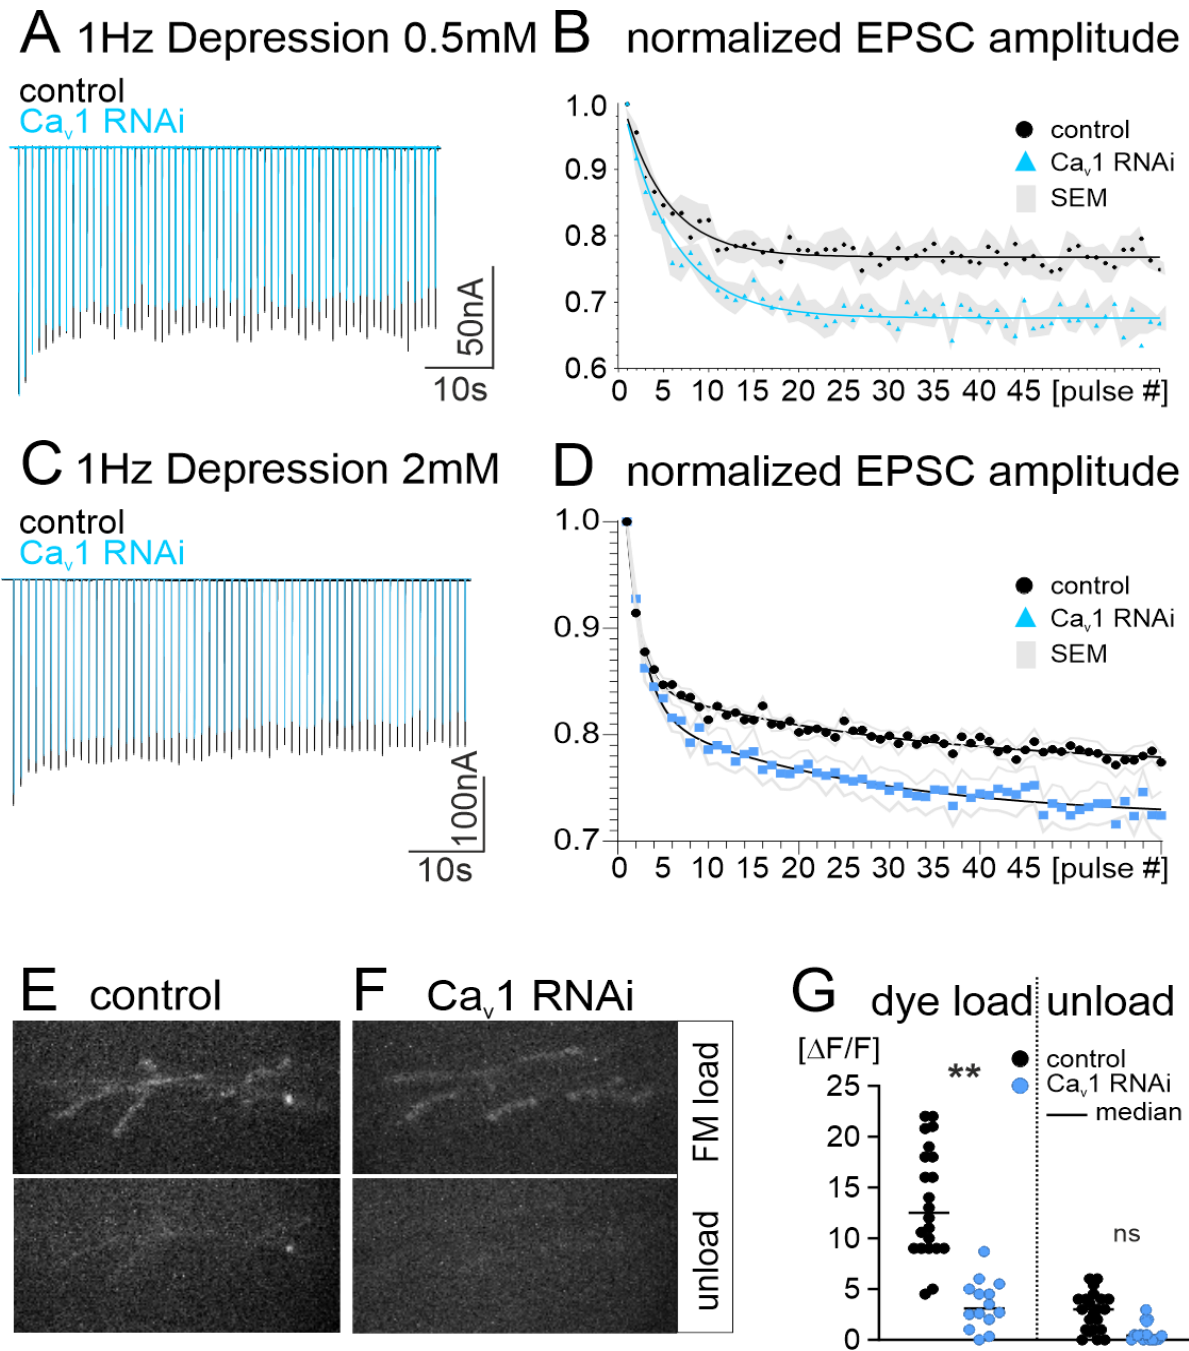 A 1Hz Depression 0.5mM
control
Cav1 RNAi
50nA
10s
B normalized EPSC amplitude
1.0
0.9
0.8
0.7
0.6
control
Cav1 RNAi
SEM
0 5 10 15 20 25 30 35 40 45 [pulse #]
C 1Hz Depression 2mM
control
Cav1 RNAi
100nA
10s
D normalized EPSC amplitude
1.0
0.9
0.8
0.7
control
Cav1 RNAi
SEM
0 5 10 15 20 25 30 35 40 45 [pulse #]
E control
F Cav1 RNAi
FM load
unload
G dye load unload
[ΔF/F]
control
Cav1 RNAi
median
**
ns
25
20
15
10
5
0